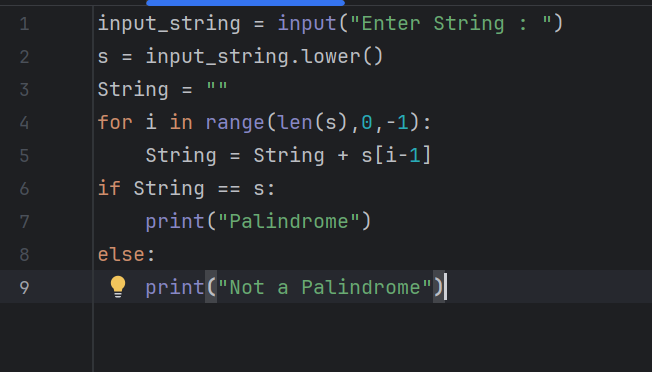 1 input_string = input("Enter String : ")
2 s = input_string.lower()
3 String = ""
4 for i in range(len(s),0,-1):
5     String = String + s[i-1]
6 if String == s:
7     print("Palindrome")
8 else:
9     print("Not a Palindrome")